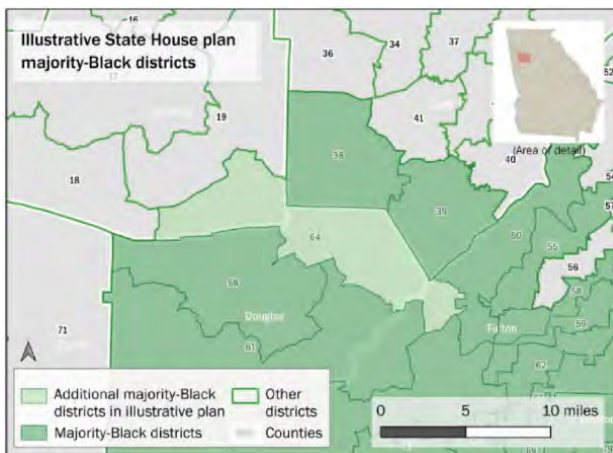 Illustrative State House plan
majority-Black districts
16
36
34
37
52
19
41
(Area of detail)
40
38
18
54
39
57
60
55
64
56
58
66
Douglas
Fulton
59
71
61
62
Additional majority-Black
districts in illustrative plan
Majority-Black districts
Other
districts
Counties
0 5 10 miles
69